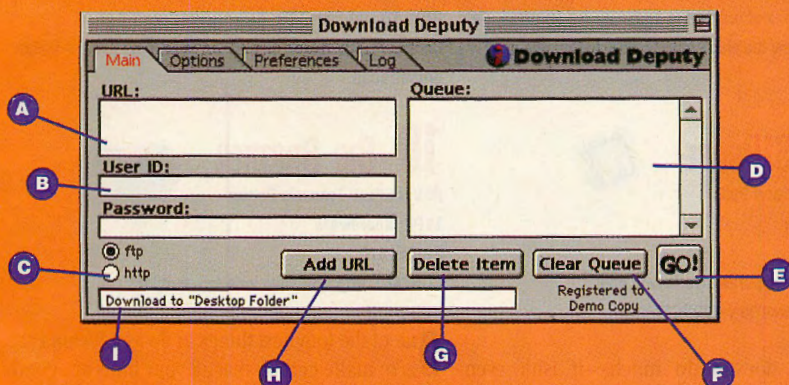 Download Deputy
Main Options Preferences Log Download Deputy
URL: Queue:
A
User ID:
B
D
Password:
ftp
C http
Add URL Delete Item Clear Queue GO!
E
Download to "Desktop Folder" Registered to:
Demo Copy
I
H
G
F